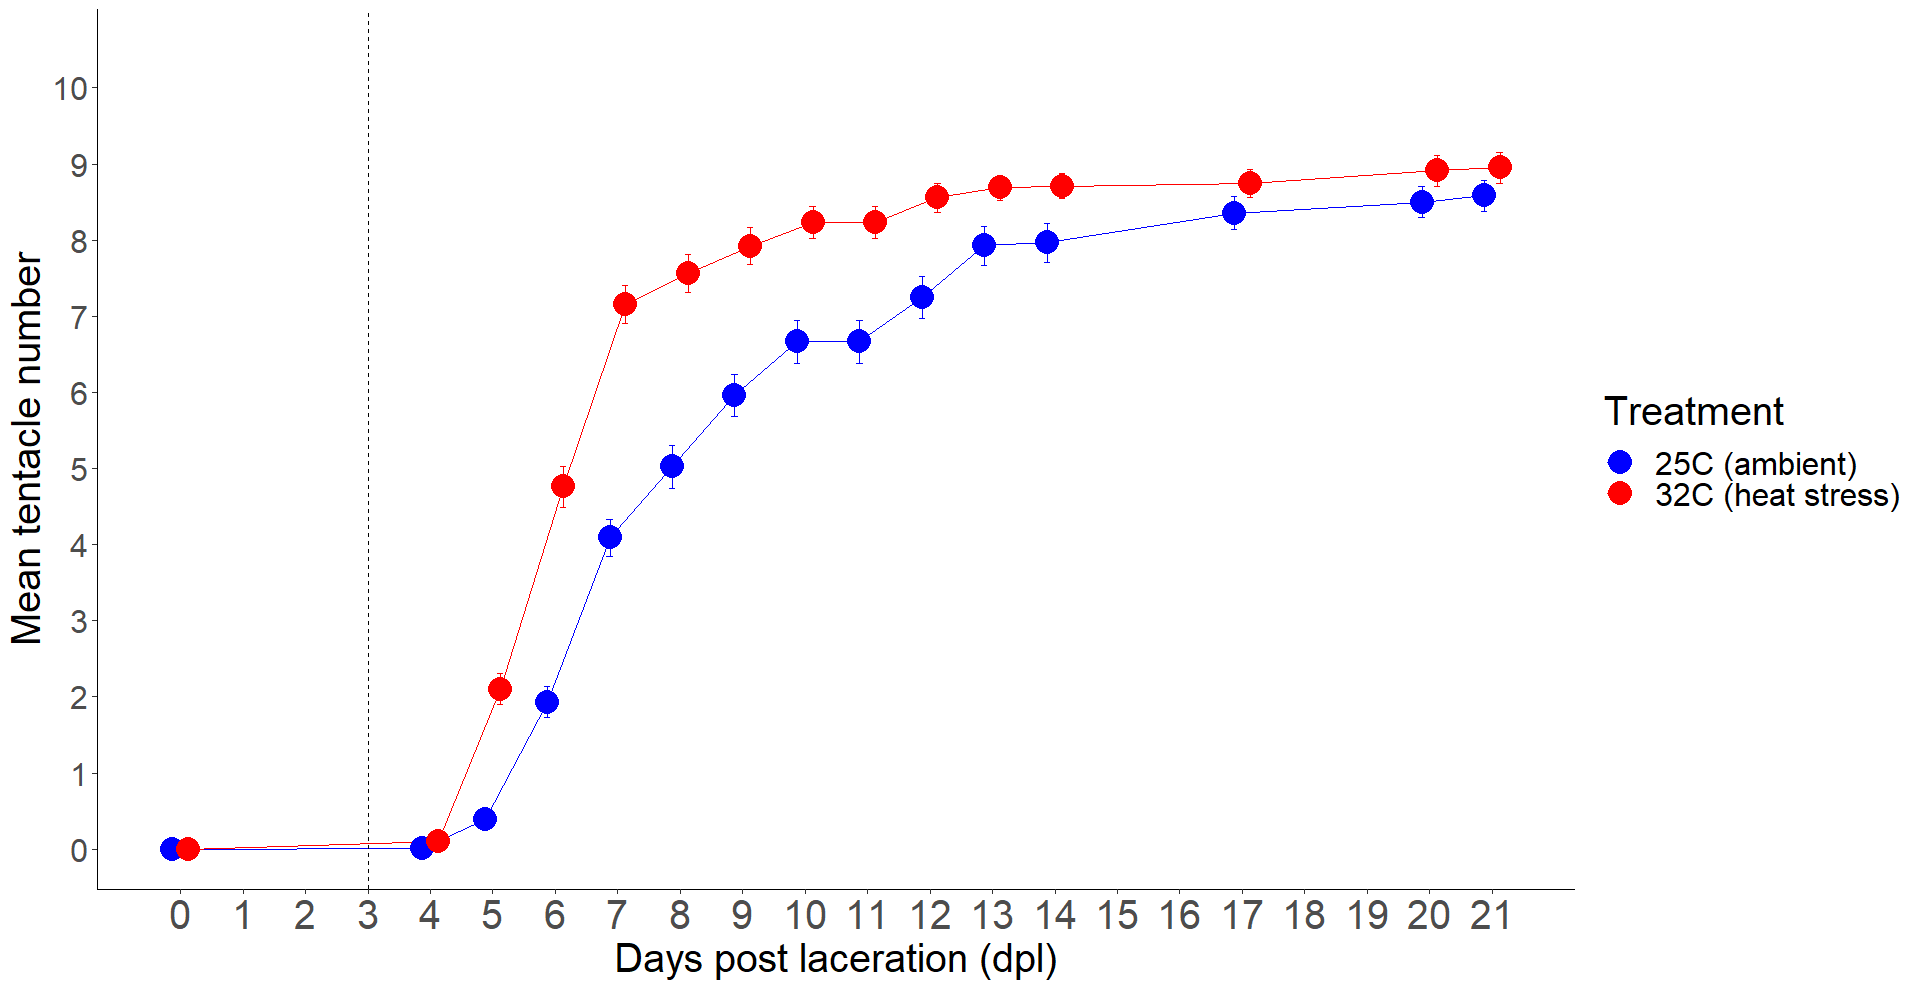 Mean tentacle number
10
9
8
7
6
5
4
3
2
1
0
0 1 2 3 4 5 6 7 8 9 10 11 12 13 14 15 16 17 18 19 20 21
Days post laceration (dpl)
Treatment
25C (ambient)
32C (heat stress)